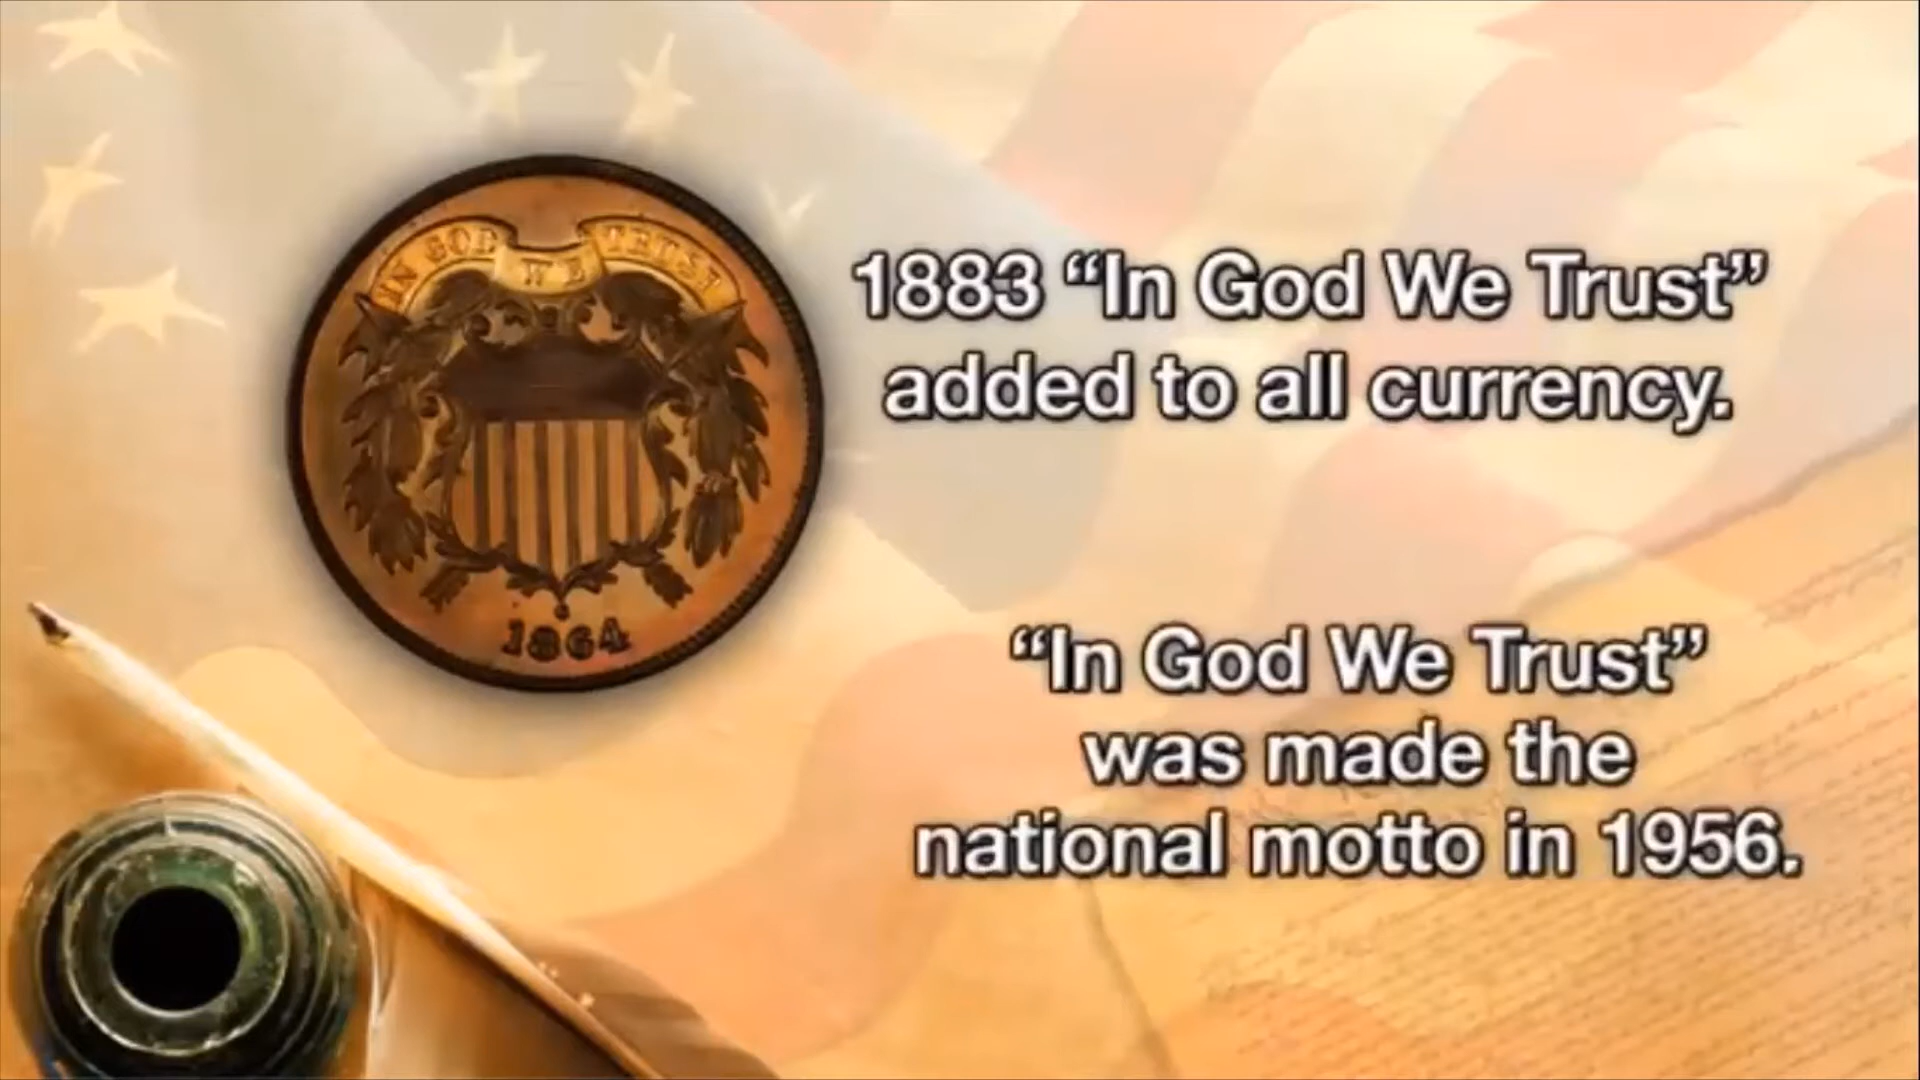 IN GOD WE TRUST
1864
1883 “In God We Trust”
added to all currency.
“In God We Trust”
was made the
national motto in 1956.